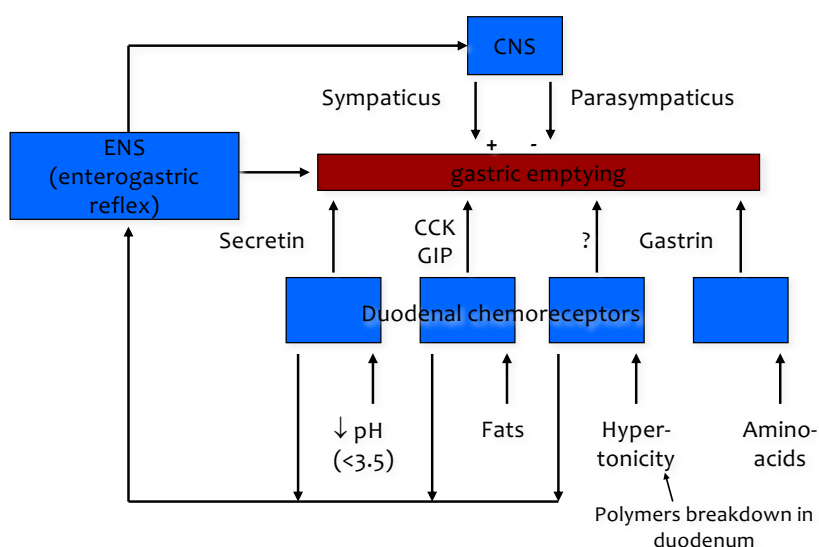 CNS
Sympaticus
Parasympaticus
+
-
ENS
(enterogastric
reflex)
gastric emptying
Secretin
CCK
GIP
?
Gastrin
Duodenal chemoreceptors
↓ pH
(<3.5)
Fats
Hyper-
tonicity
Amino-
acids
Polymers breakdown in
duodenum